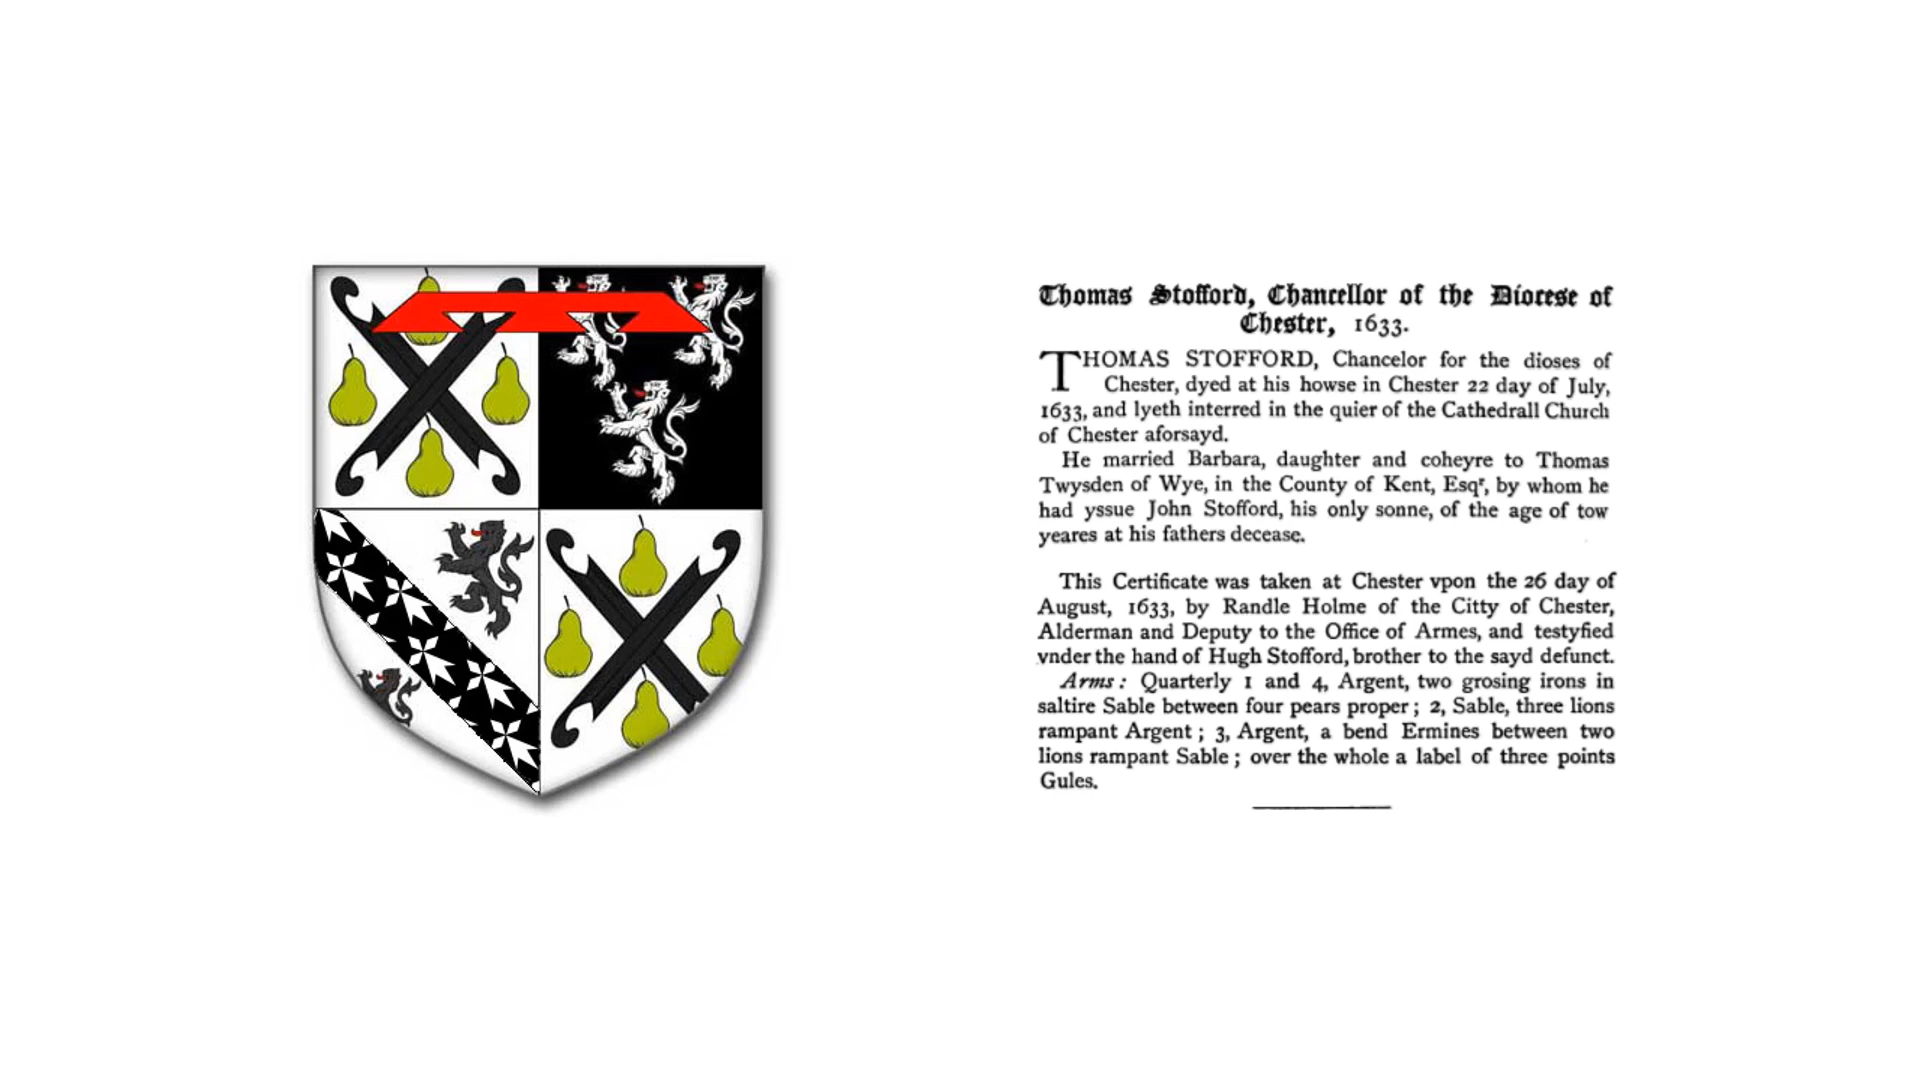 Thomas Stofford, Chancellor of the Diocese of
Chester, 1633.
THOMAS STOFFORD, Chancelor for the dioses of
Chester, dyed at his howse in Chester 22 day of July,
1633, and lyeth interred in the quier of the Cathedrall Church
of Chester aforsayd.
He married Barbara, daughter and coheyre to Thomas
Twysden of Wye, in the County of Kent, Esqʳ, by whom he
had yssue John Stofford, his only sonne, of the age of tow
yeares at his fathers decease.
This Certificate was taken at Chester vpon the 26 day of
August, 1633, by Randle Holme of the Citty of Chester,
Alderman and Deputy to the Office of Armes, and testyfied
vnder the hand of Hugh Stofford, brother to the sayd defunct.
Arms: Quarterly 1 and 4, Argent, two grosing irons in
saltire Sable between four pears proper; 2, Sable, three lions
rampant Argent; 3, Argent, a bend Ermines between two
lions rampant Sable; over the whole a label of three points
Gules.